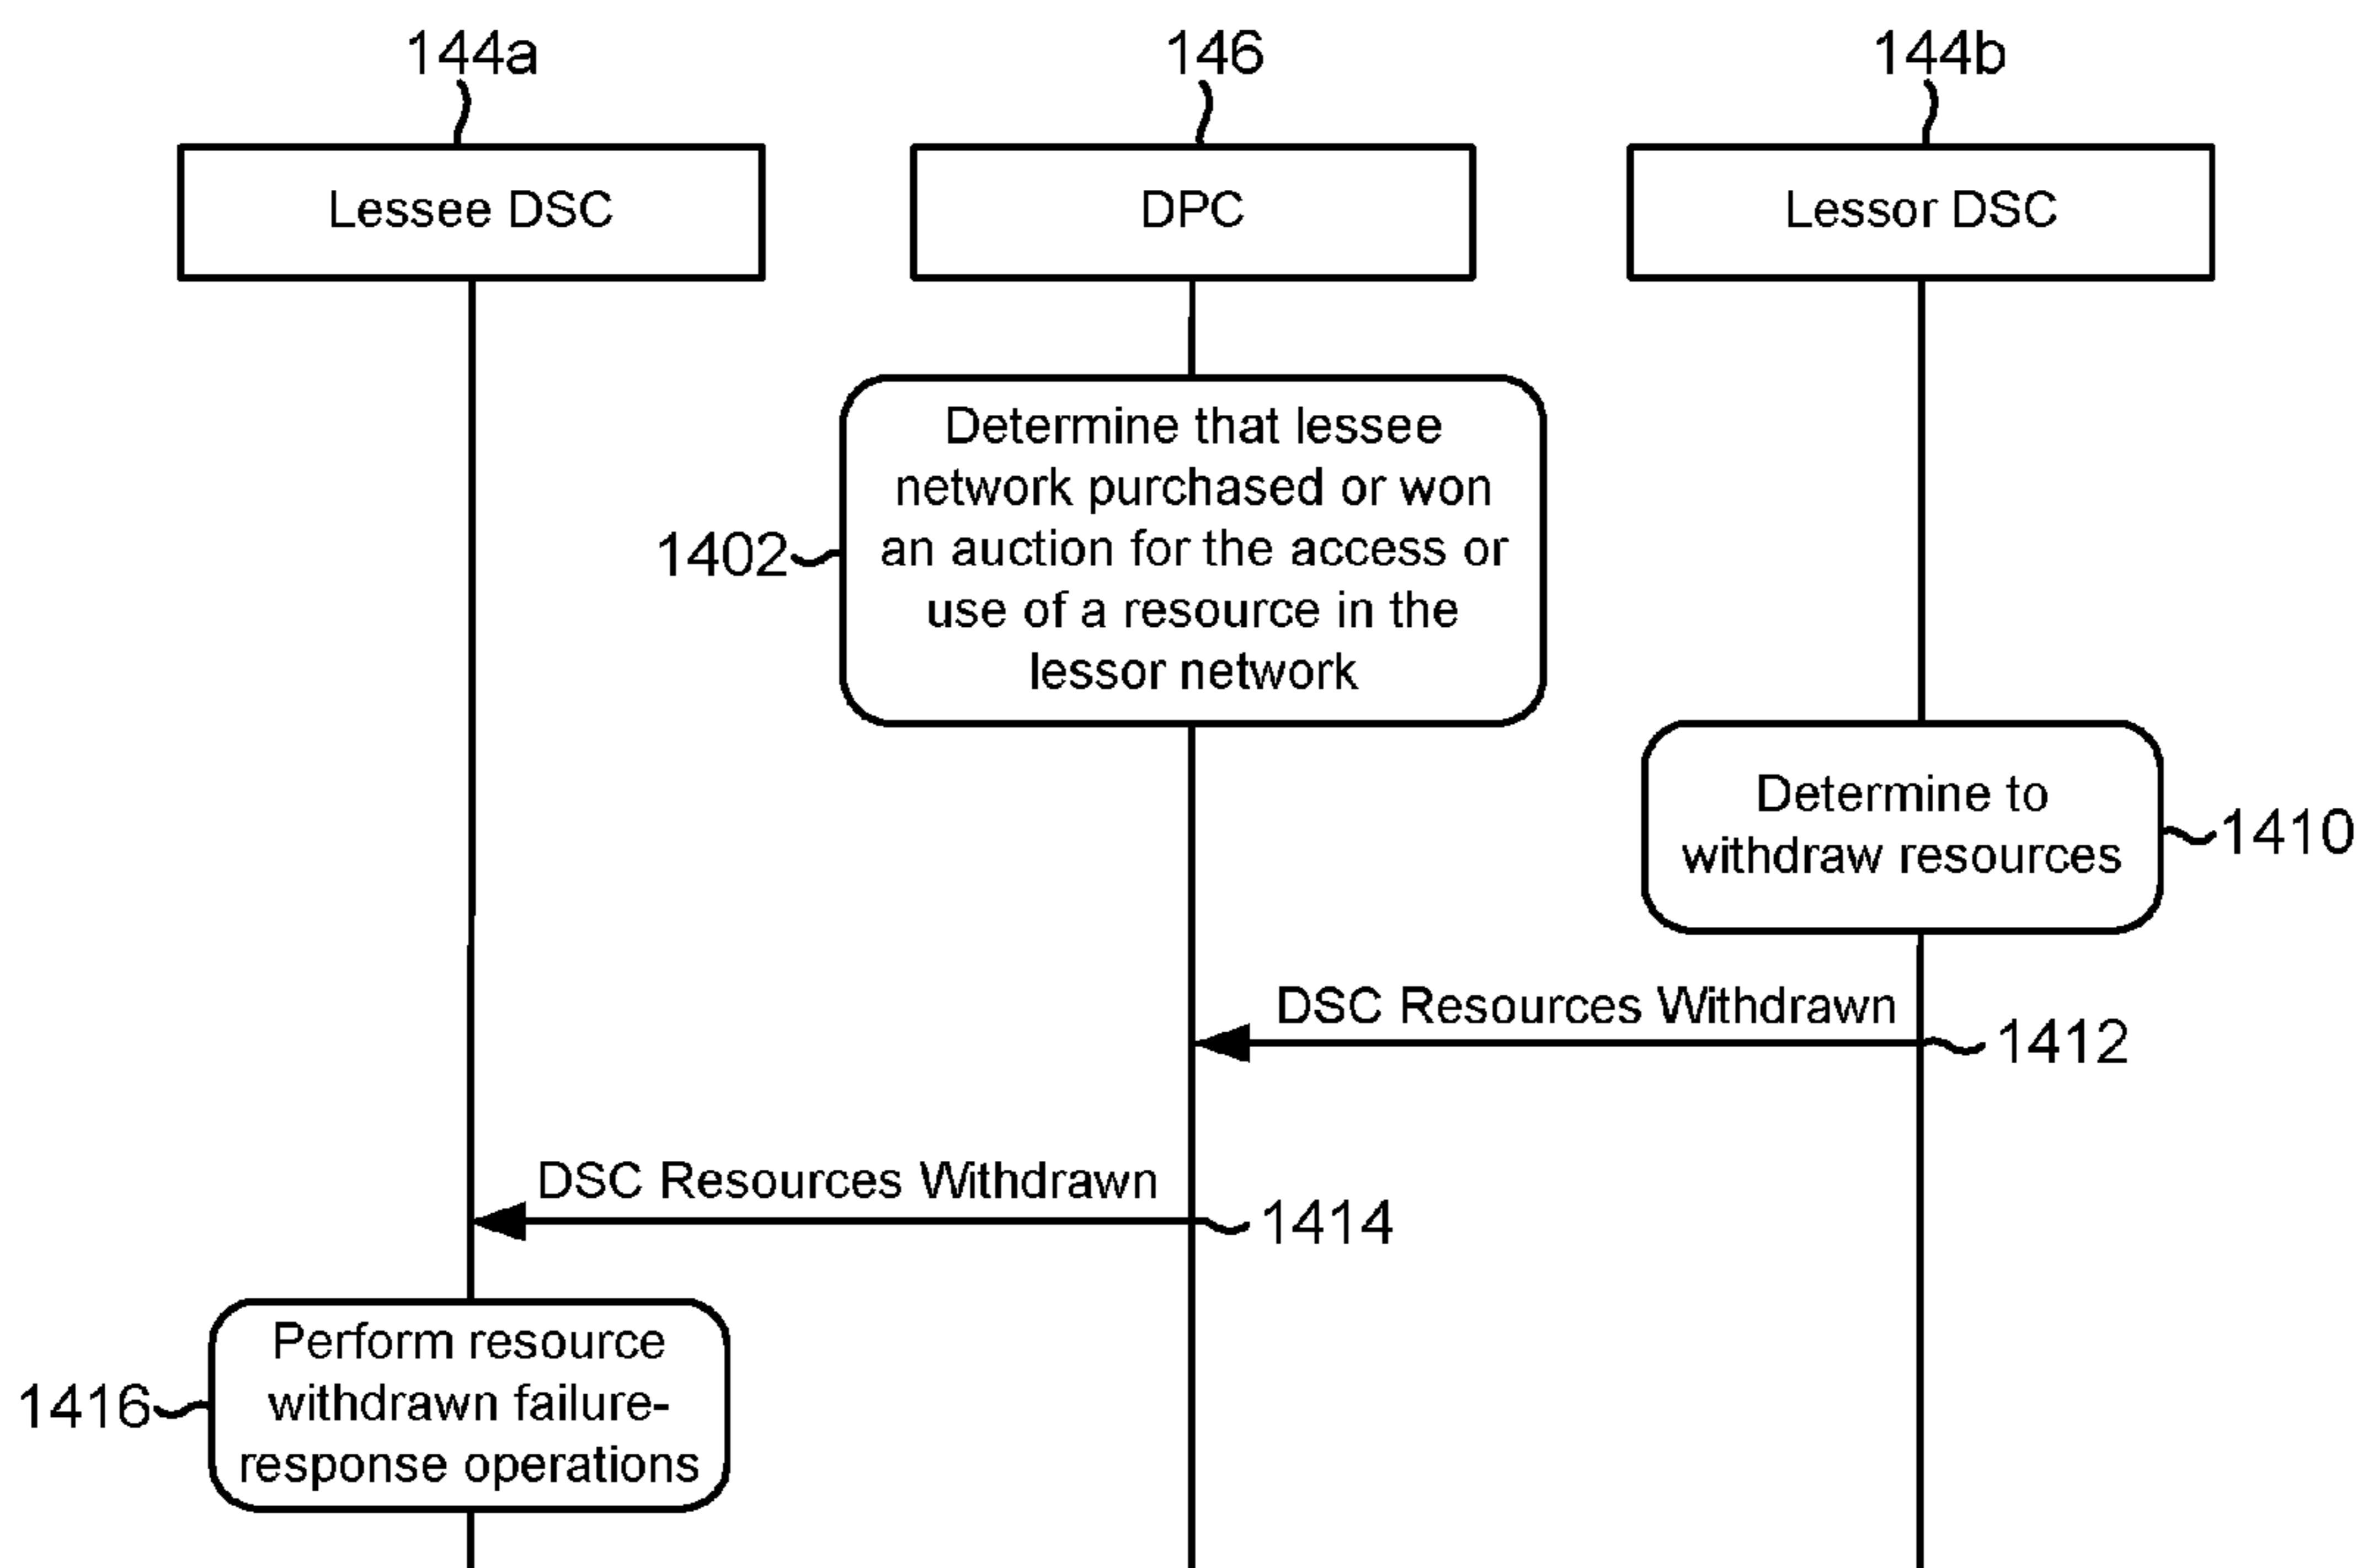 144a
146
144b
Lessee DSC
DPC
Lessor DSC
Determine that lessee
network purchased or won
an auction for the access or
use of a resource in the
lessor network
1402
Determine to
withdraw resources
1410
DSC Resources Withdrawn
1412
DSC Resources Withdrawn
1414
Perform resource
withdrawn failure-
response operations
1416